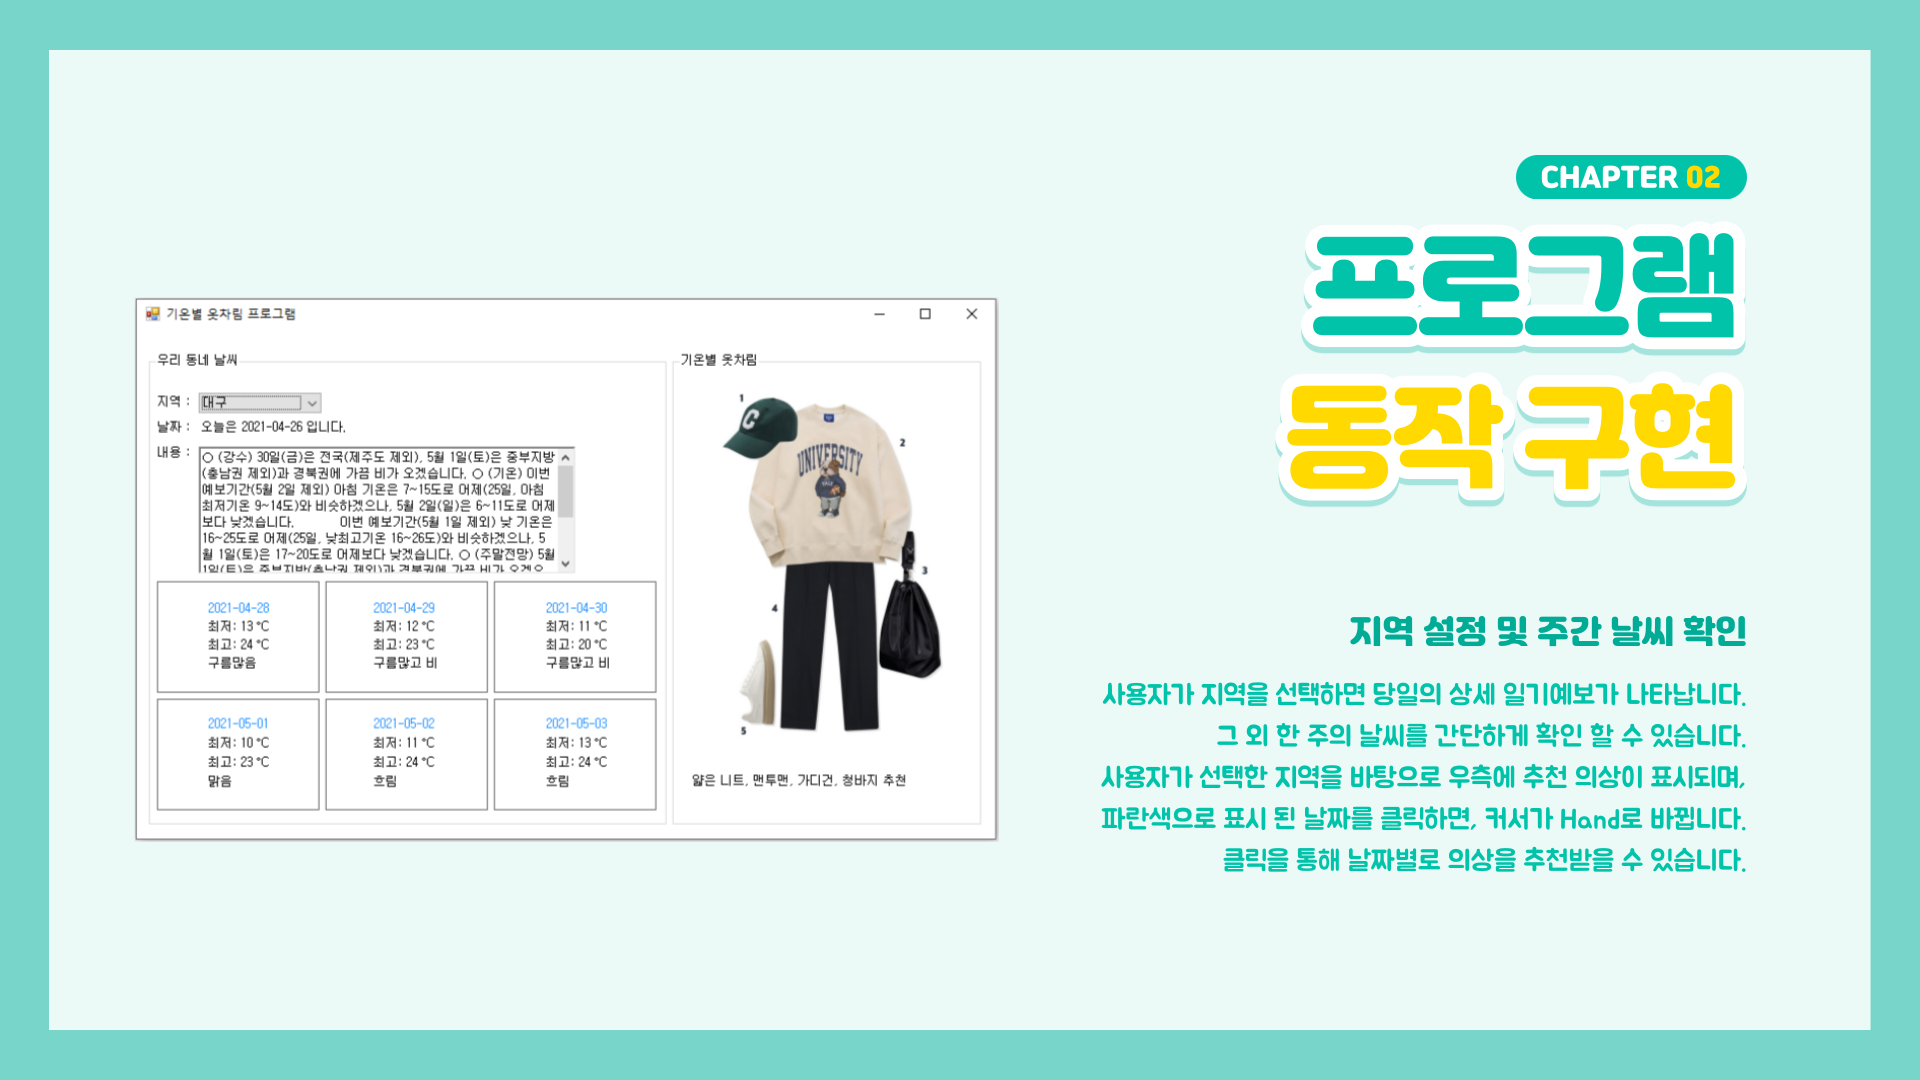 CHAPTER 02
프로그램
동작 구현
지역 설정 및 주간 날씨 확인
사용자가 지역을 선택하면 당일의 상세 일기예보가 나타납니다.
그 외 한 주의 날씨를 간단하게 확인 할 수 있습니다.
사용자가 선택한 지역을 바탕으로 우측에 추천 의상이 표시되며,
파란색으로 표시 된 날짜를 클릭하면, 커서가 Hand로 바뀝니다.
클릭을 통해 날짜별로 의상을 추천받을 수 있습니다.
기온별 옷차림 프로그램
우리 동네 날씨
지역 : 대구
날짜 : 오늘은 2021-04-26 입니다.
내용 : ○ (강수) 30일(금)은 전국(제주도 제외), 5월 1일(토)은 중부지방
(충남권 제외)과 경북권에 가끔 비가 오겠습니다. ○ (기온) 이번
예보기간(5월 2일 제외) 아침 기온은 7~15도로 어제(25일, 아침
최저기온 9~14도)와 비슷하겠으나, 5월 2일(일)은 6~11도로 어제
보다 낮겠습니다. 이번 예보기간(5월 1일 제외) 낮 기온은
16~25도로 어제(25일, 낮최고기온 16~26도)와 비슷하겠으나, 5
월 1일(토)은 17~20도로 어제보다 낮겠습니다. ○ (주말전망) 5월
1일(토)은 중부지방(충남권 제외)과 경북권에 가끔 비가 오겠으
2021-04-28
최저: 13 °C
최고: 24 °C
구름많음
2021-04-29
최저: 12 °C
최고: 23 °C
구름많고 비
2021-04-30
최저: 11 °C
최고: 20 °C
구름많고 비
2021-05-01
최저: 10 °C
최고: 23 °C
맑음
2021-05-02
최저: 11 °C
최고: 24 °C
흐림
2021-05-03
최저: 13 °C
최고: 24 °C
흐림
기온별 옷차림
1
C
UNIVERSITY
2
3
4
5
얇은 니트, 맨투맨, 가디건, 청바지 추천